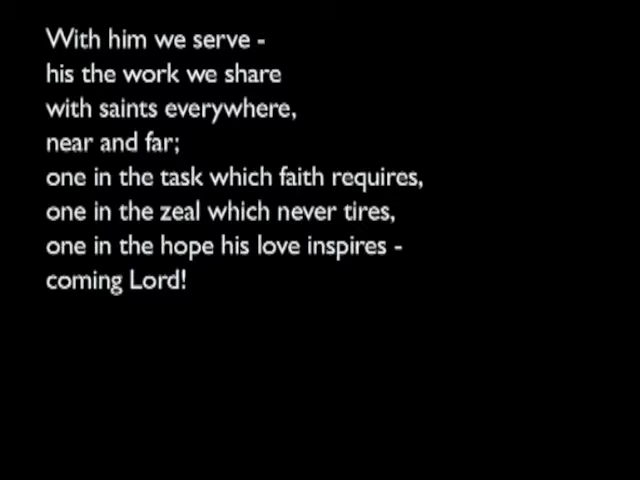 With him we serve -
his the work we share
with saints everywhere,
near and far;
one in the task which faith requires,
one in the zeal which never tires,
one in the hope his love inspires -
coming Lord!